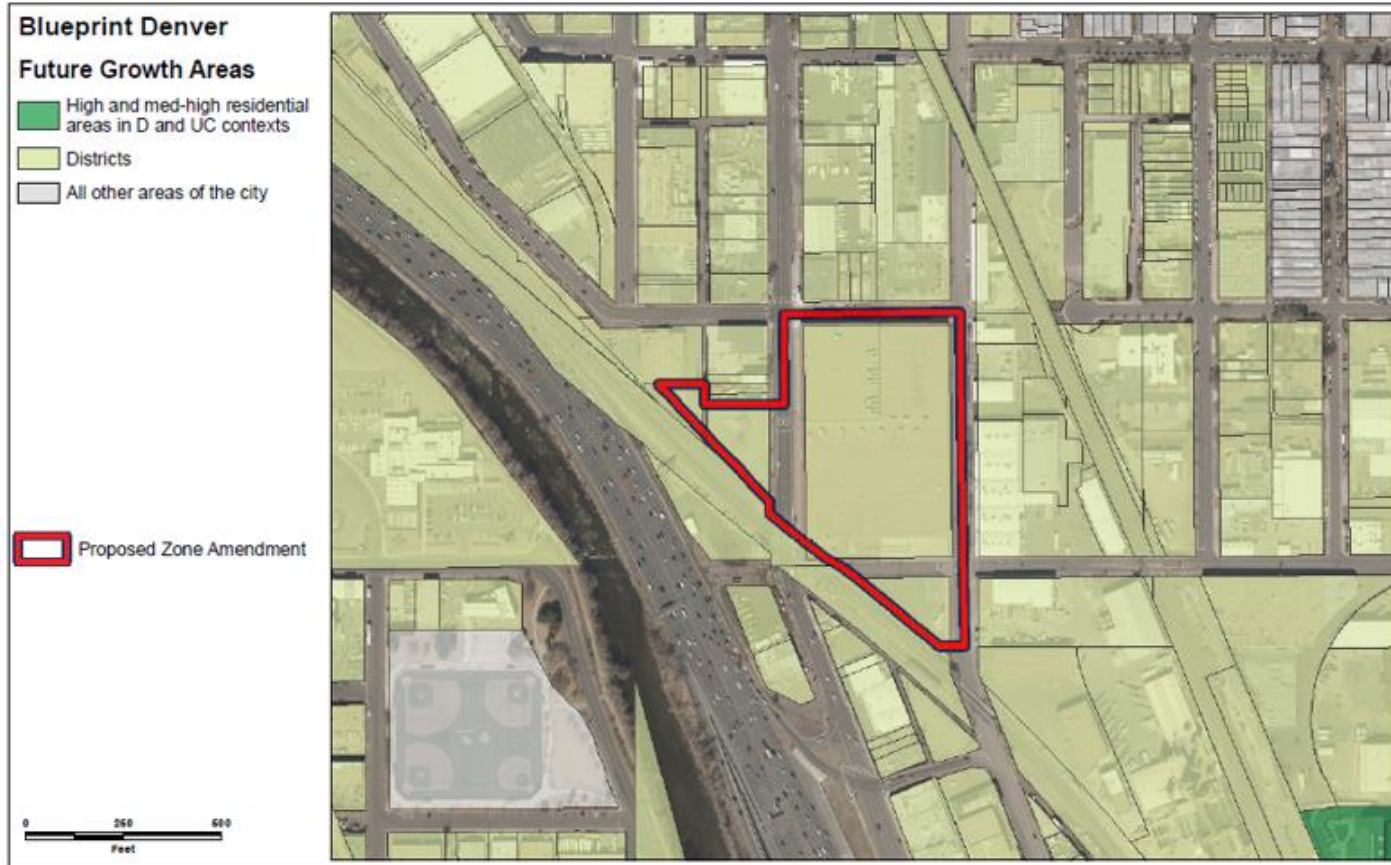 Blueprint Denver
Future Growth Areas
High and med-high residential
areas in D and UC contexts
Districts
All other areas of the city
Proposed Zone Amendment
0 250 500
Feet